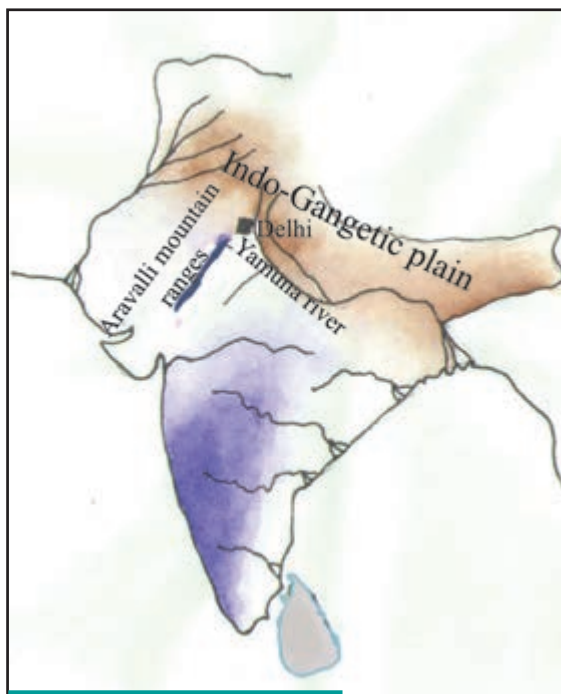 Indo-Gangetic plain
Delhi
Aravalli mountain
ranges
Yamuna river